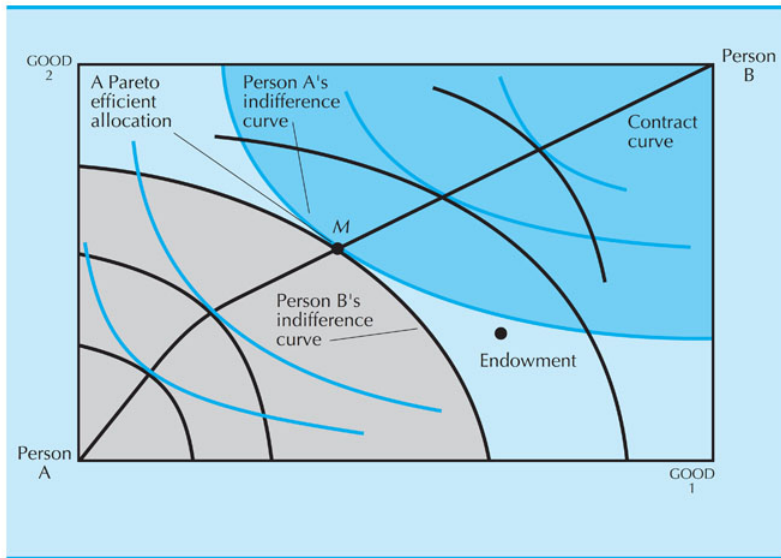 GOOD
2
Person
B
A Pareto
efficient
allocation
Person A's
indifference
curve
Contract
curve
M
Person B's
indifference
curve
Endowment
Person
A
GOOD
1